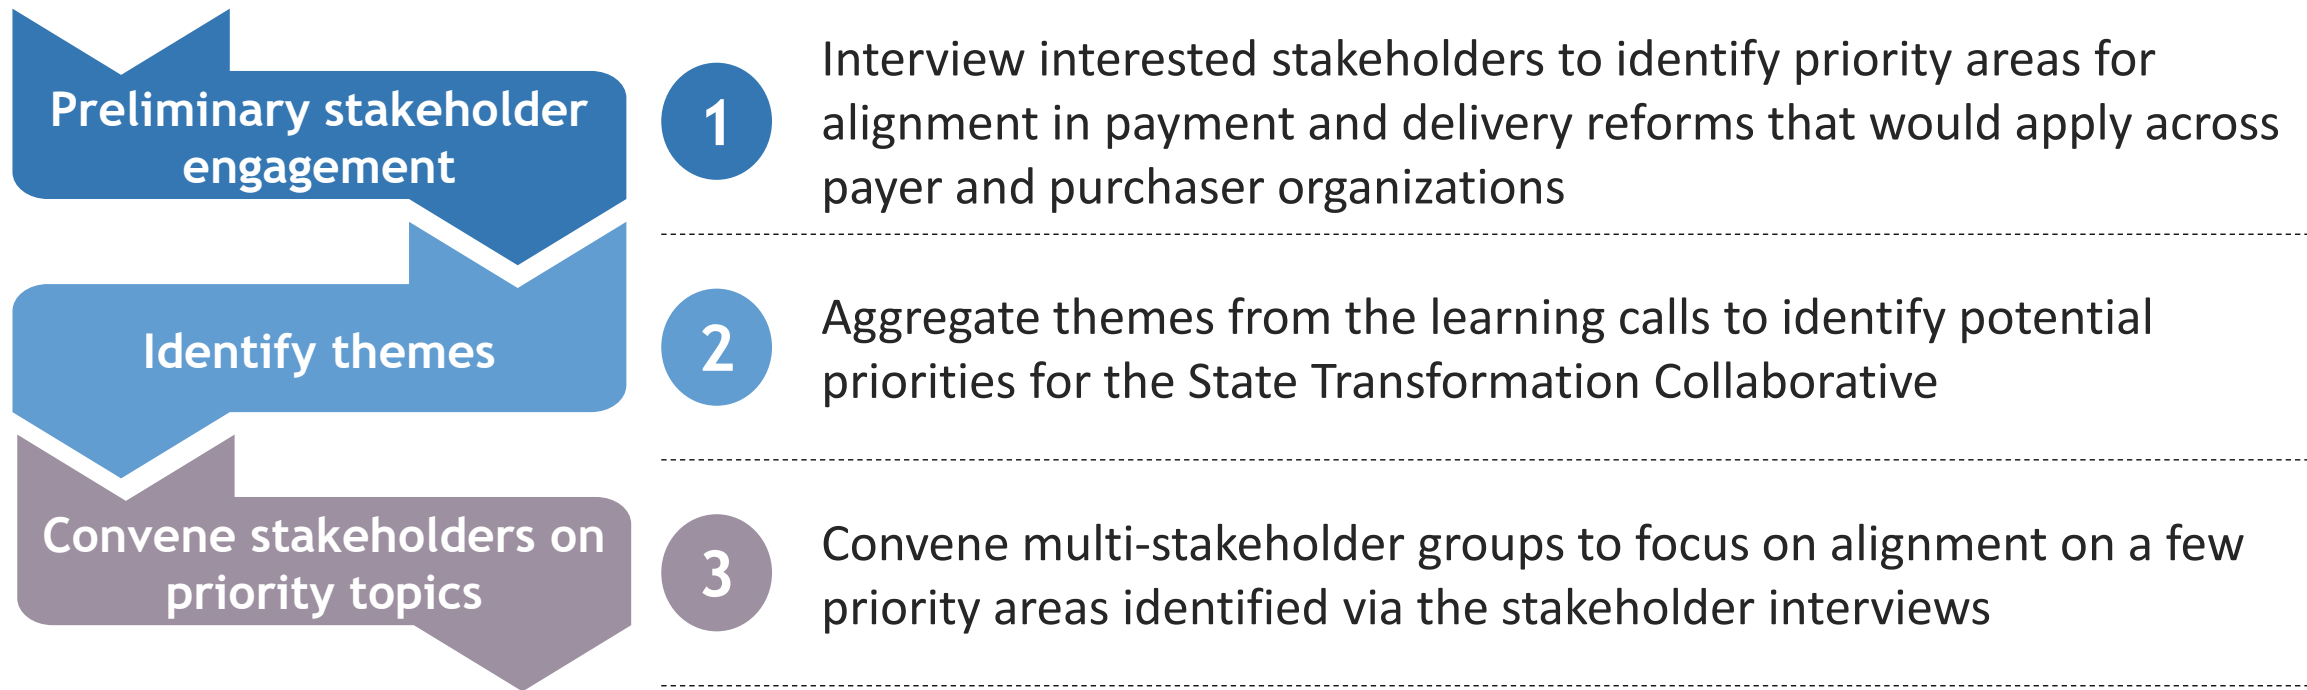 Preliminary stakeholder
engagement
1
Interview interested stakeholders to identify priority areas for
alignment in payment and delivery reforms that would apply across
payer and purchaser organizations
Identify themes
2
Aggregate themes from the learning calls to identify potential
priorities for the State Transformation Collaborative
Convene stakeholders on
priority topics
3
Convene multi-stakeholder groups to focus on alignment on a few
priority areas identified via the stakeholder interviews